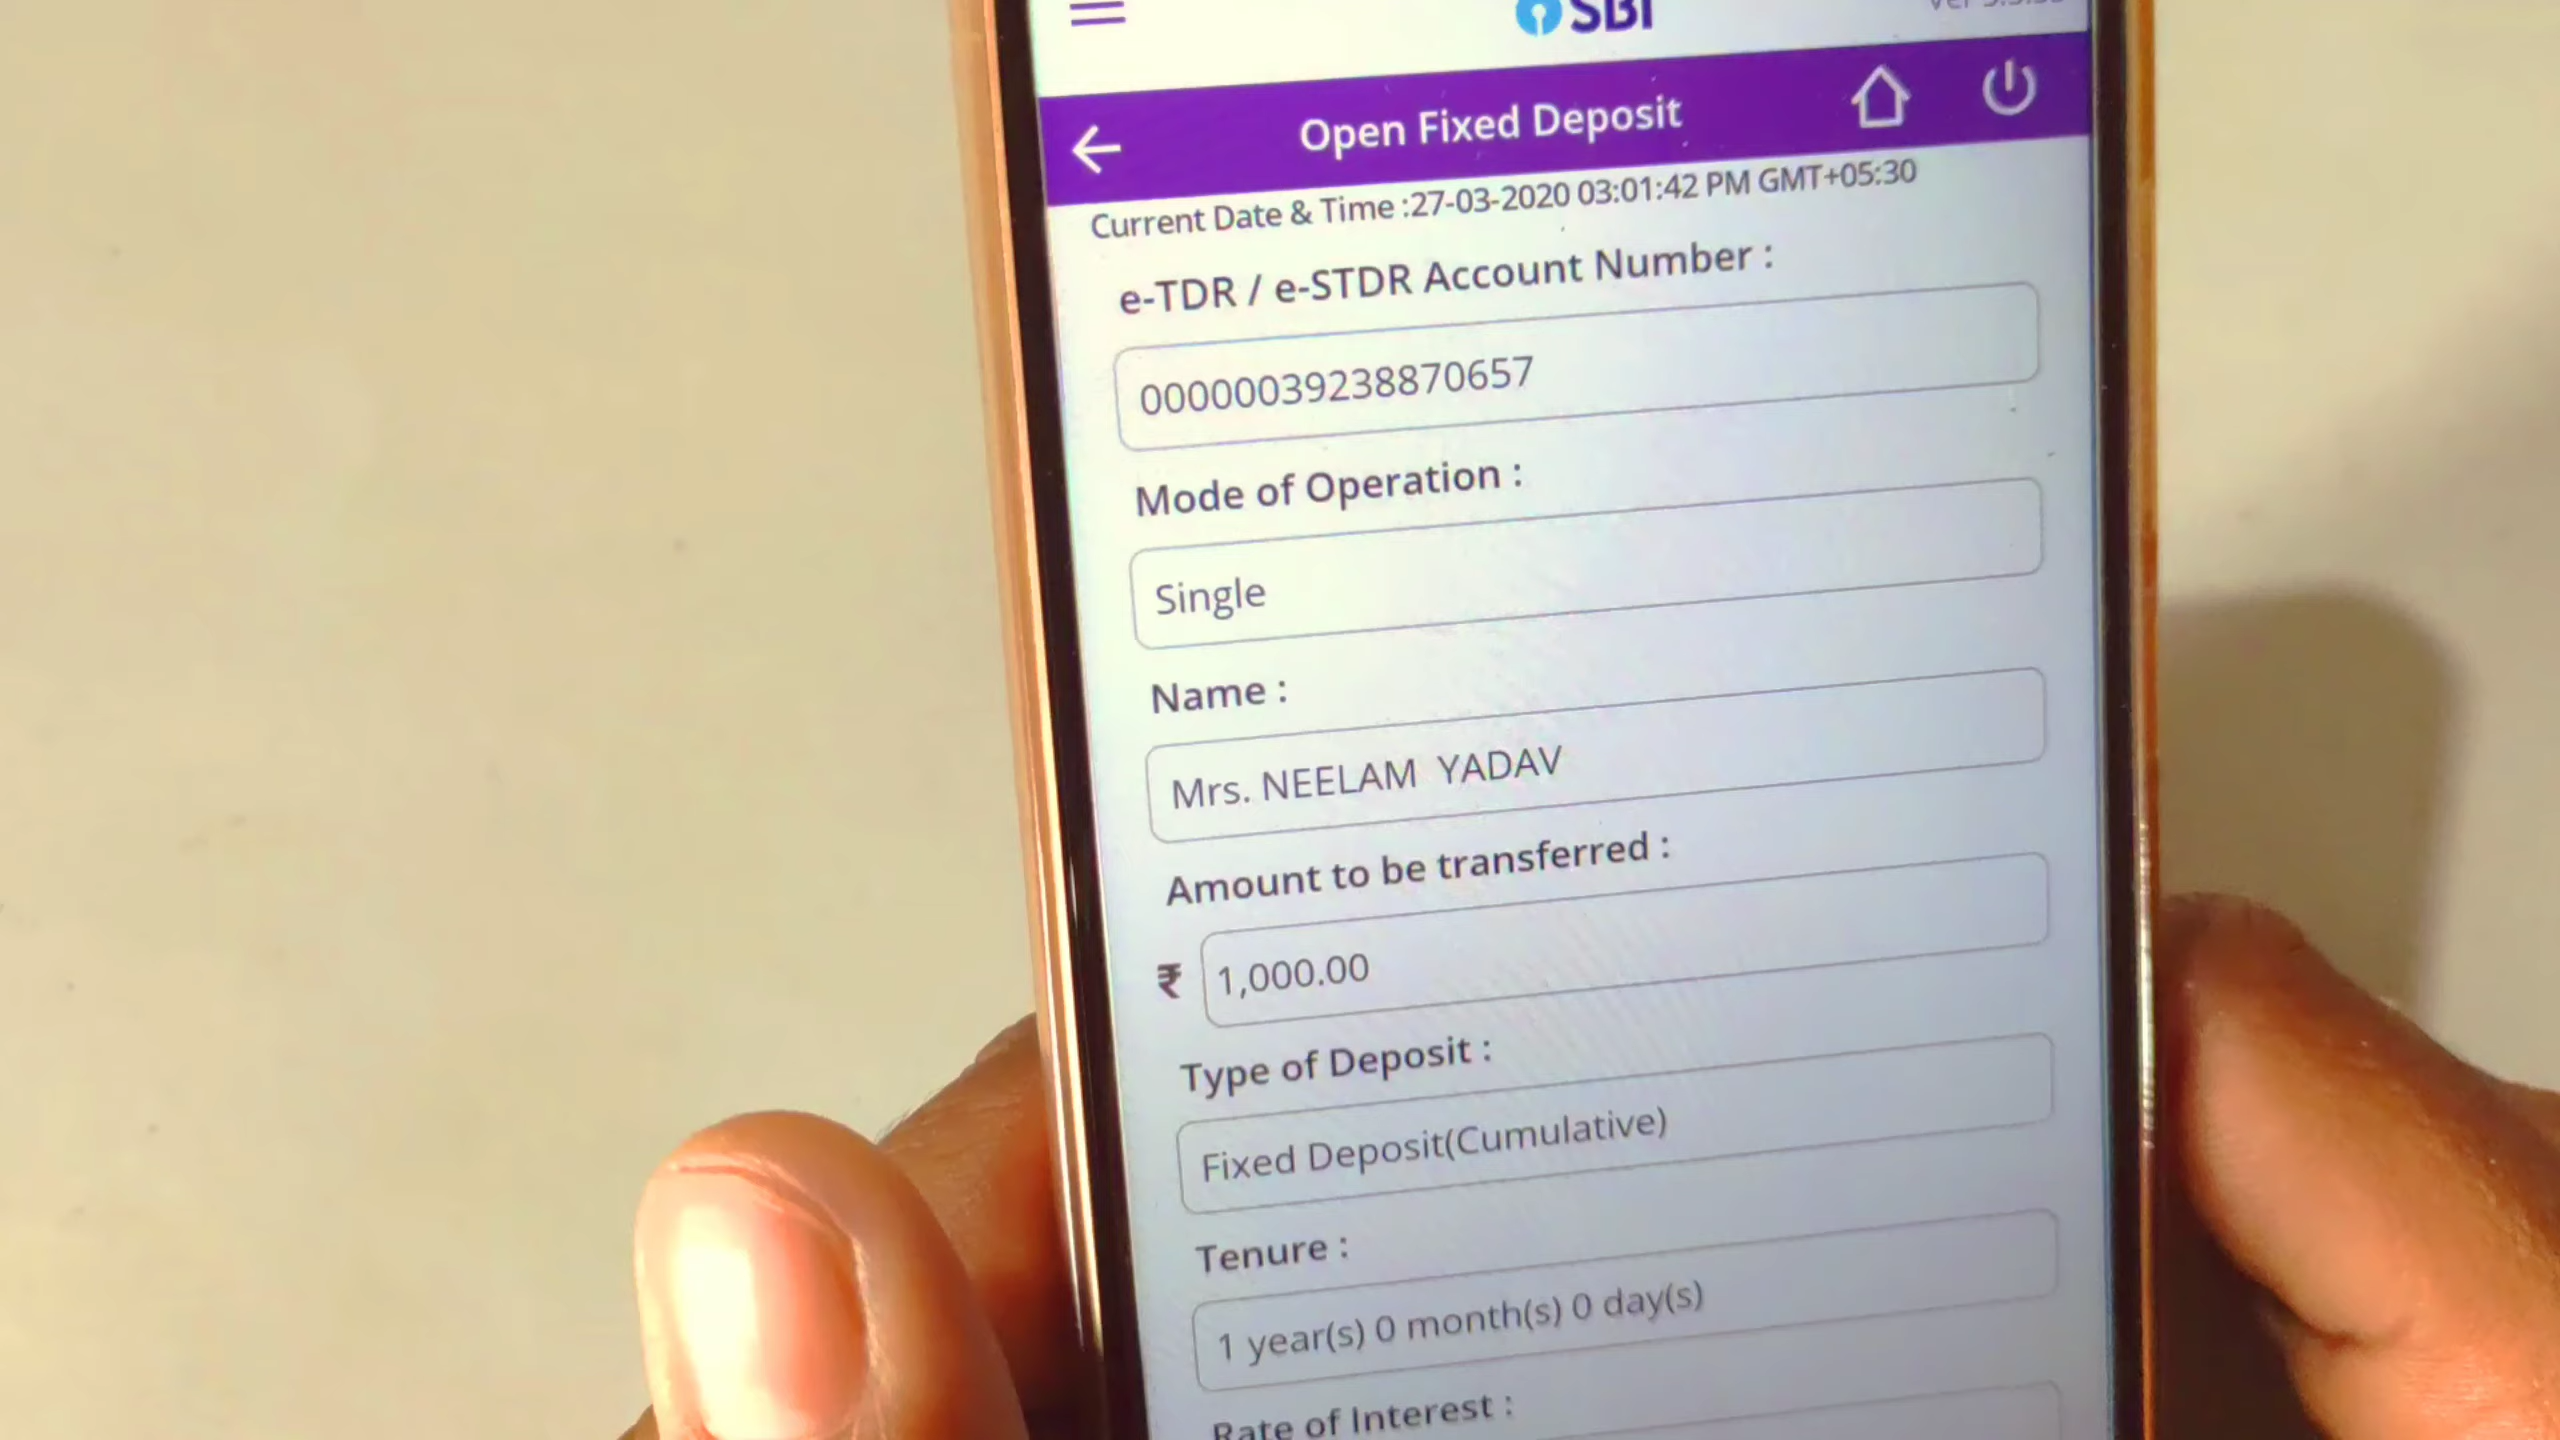 SBI
Open Fixed Deposit
Current Date & Time :27-03-2020 03:01:42 PM GMT+05:30
e-TDR / e-STDR Account Number :
00000039238870657
Mode of Operation :
Single
Name :
Mrs. NEELAM YADAV
Amount to be transferred :
₹ 1,000.00
Type of Deposit :
Fixed Deposit(Cumulative)
Tenure :
1 year(s) 0 month(s) 0 day(s)
Rate of Interest :